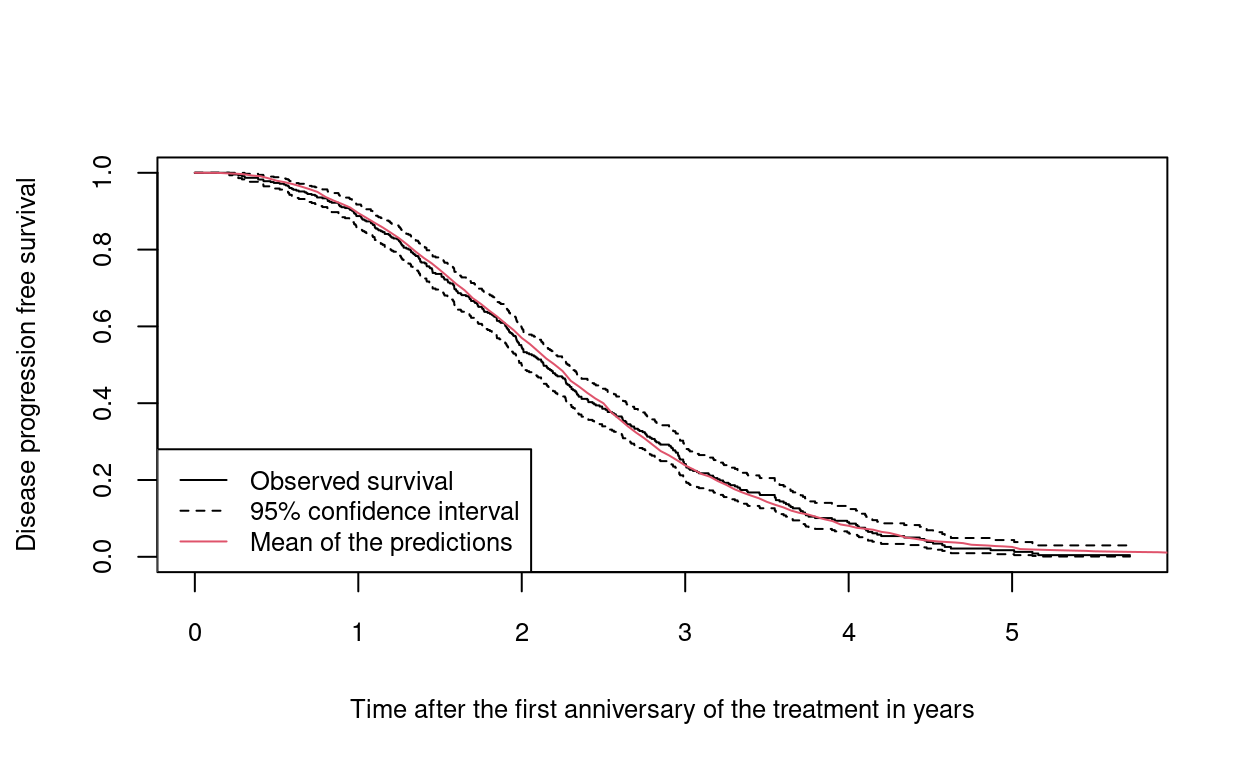 Disease progression free survival
1.0
0.8
0.6
0.4
0.2
0.0
Observed survival
95% confidence interval
Mean of the predictions
0 1 2 3 4 5
Time after the first anniversary of the treatment in years